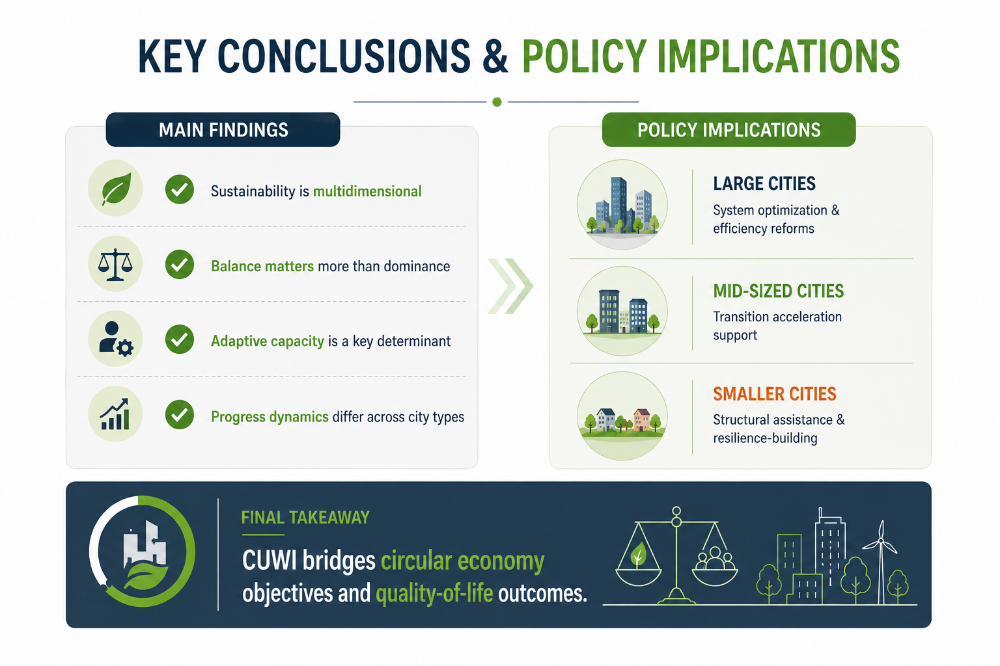 KEY CONCLUSIONS & POLICY IMPLICATIONS
MAIN FINDINGS
Sustainability is multidimensional
Balance matters more than dominance
Adaptive capacity is a key determinant
Progress dynamics differ across city types
POLICY IMPLICATIONS
LARGE CITIES
System optimization &
efficiency reforms
MID-SIZED CITIES
Transition acceleration
support
SMALLER CITIES
Structural assistance &
resilience-building
FINAL TAKEAWAY
CUWI bridges circular economy
objectives and quality-of-life outcomes.